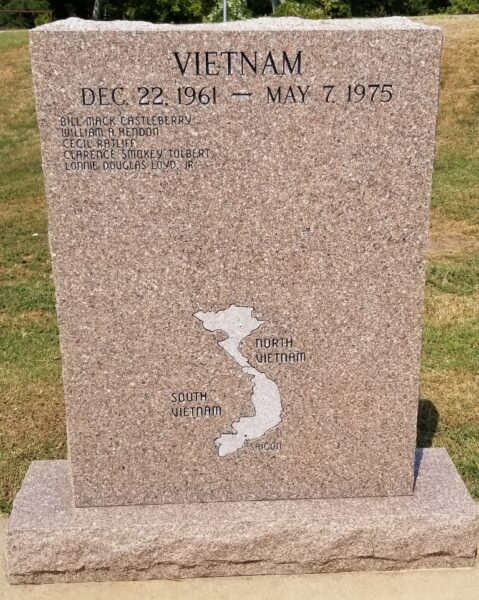 VIETNAM
DEC. 22, 1961 — MAY 7, 1975
BILL MACK CASTLEBERRY
WILLIAM A. HENDON
CECIL RATLIFF
CLARENCE SMOKEY TOLBERT
LONNIE DOUGLAS LOYD, JR.
NORTH
VIETNAM
SOUTH
VIETNAM
SAIGON